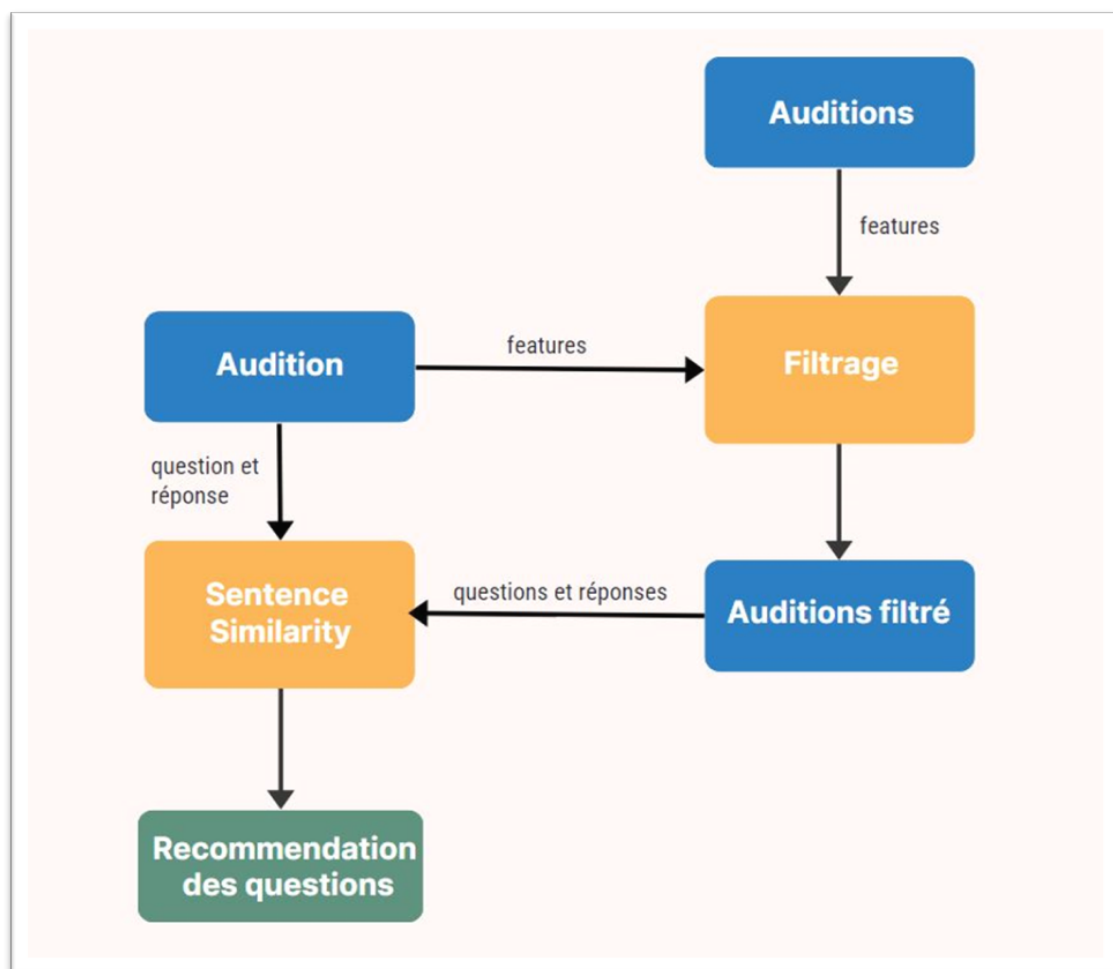 Auditions
features
Audition
features
Filtrage
question et
réponse
Sentence
Similarity
questions et réponses
Auditions filtré
Recommendation
des questions